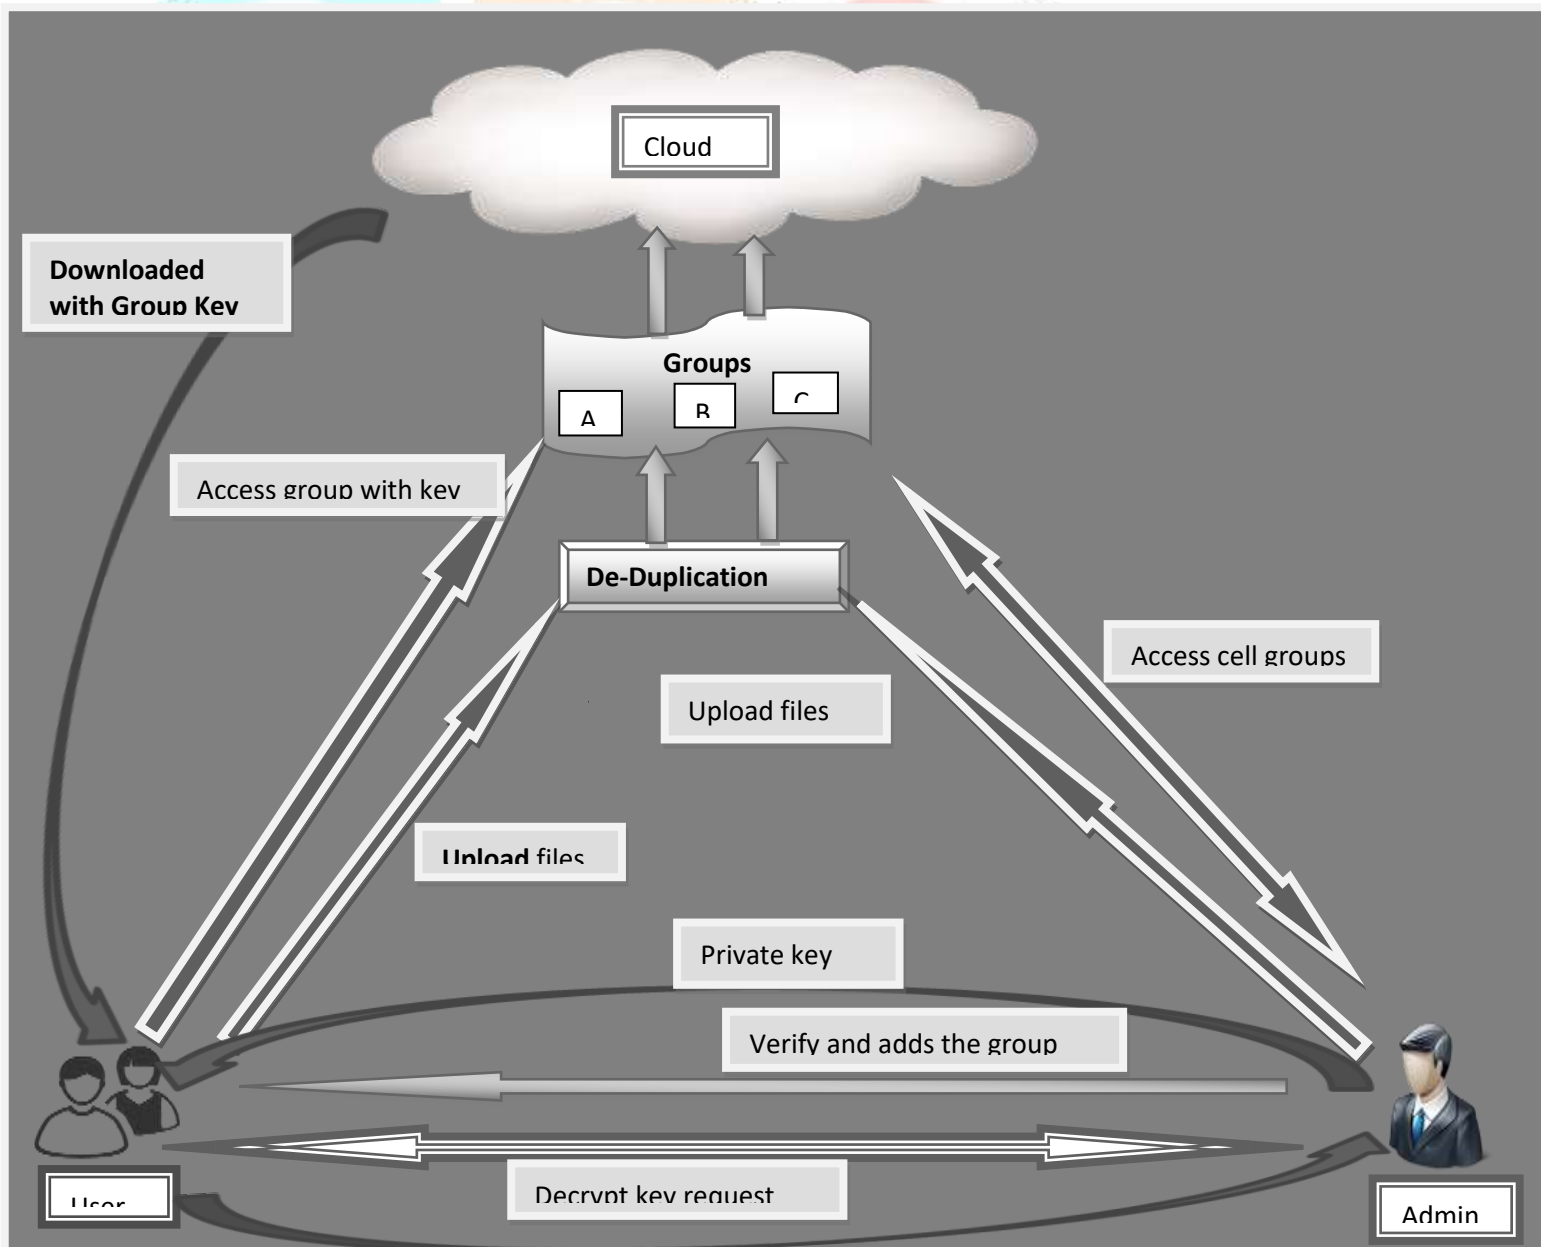 Cloud
Downloaded
with Group Key
Groups
A
B
C
Access group with key
De-Duplication
Access cell groups
Upload files
Upload files
Private key
Verify and adds the group
Decrypt key request
User
Admin